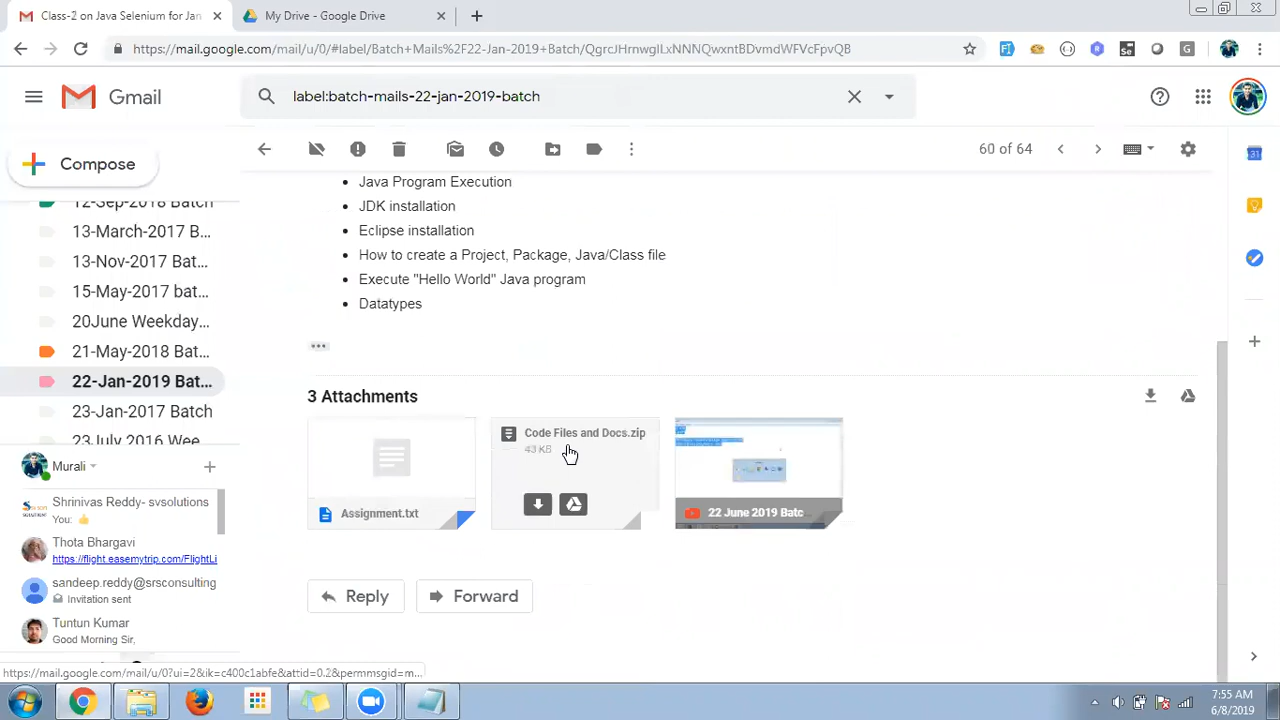 Class-2 on Java Selenium for Jan
My Drive - Google Drive
https://mail.google.com/mail/u/0/#label/Batch+Mails%2F22-Jan-2019+Batch/QgrcJHrnwglLxNNNQwxntBDvmdWFVcFpvQB
Gmail
label:batch-mails-22-jan-2019-batch
Compose
60 of 64
12-Sep-2018 Batch
13-March-2017 B...
13-Nov-2017 Bat...
15-May-2017 bat...
20June Weekday...
21-May-2018 Bat...
22-Jan-2019 Bat...
23-Jan-2017 Batch
23July 2016 Wee
• Java Program Execution
• JDK installation
• Eclipse installation
• How to create a Project, Package, Java/Class file
• Execute "Hello World" Java program
• Datatypes
3 Attachments
Assignment.txt
Code Files and Docs.zip
43 KB
22 June 2019 Batc
Reply
Forward
Murali
Shrinivas Reddy- svsolutions
You: 👍
Thota Bhargavi
https://flight.easemytrip.com/FlightLi
sandeep.reddy@srsconsulting
Invitation sent
Tuntun Kumar
Good Morning Sir,
https://mail.google.com/mail/u/0?ui=2&ik=c400c1abfe&attid=0.2&permmsgid=m...
7:55 AM
6/8/2019